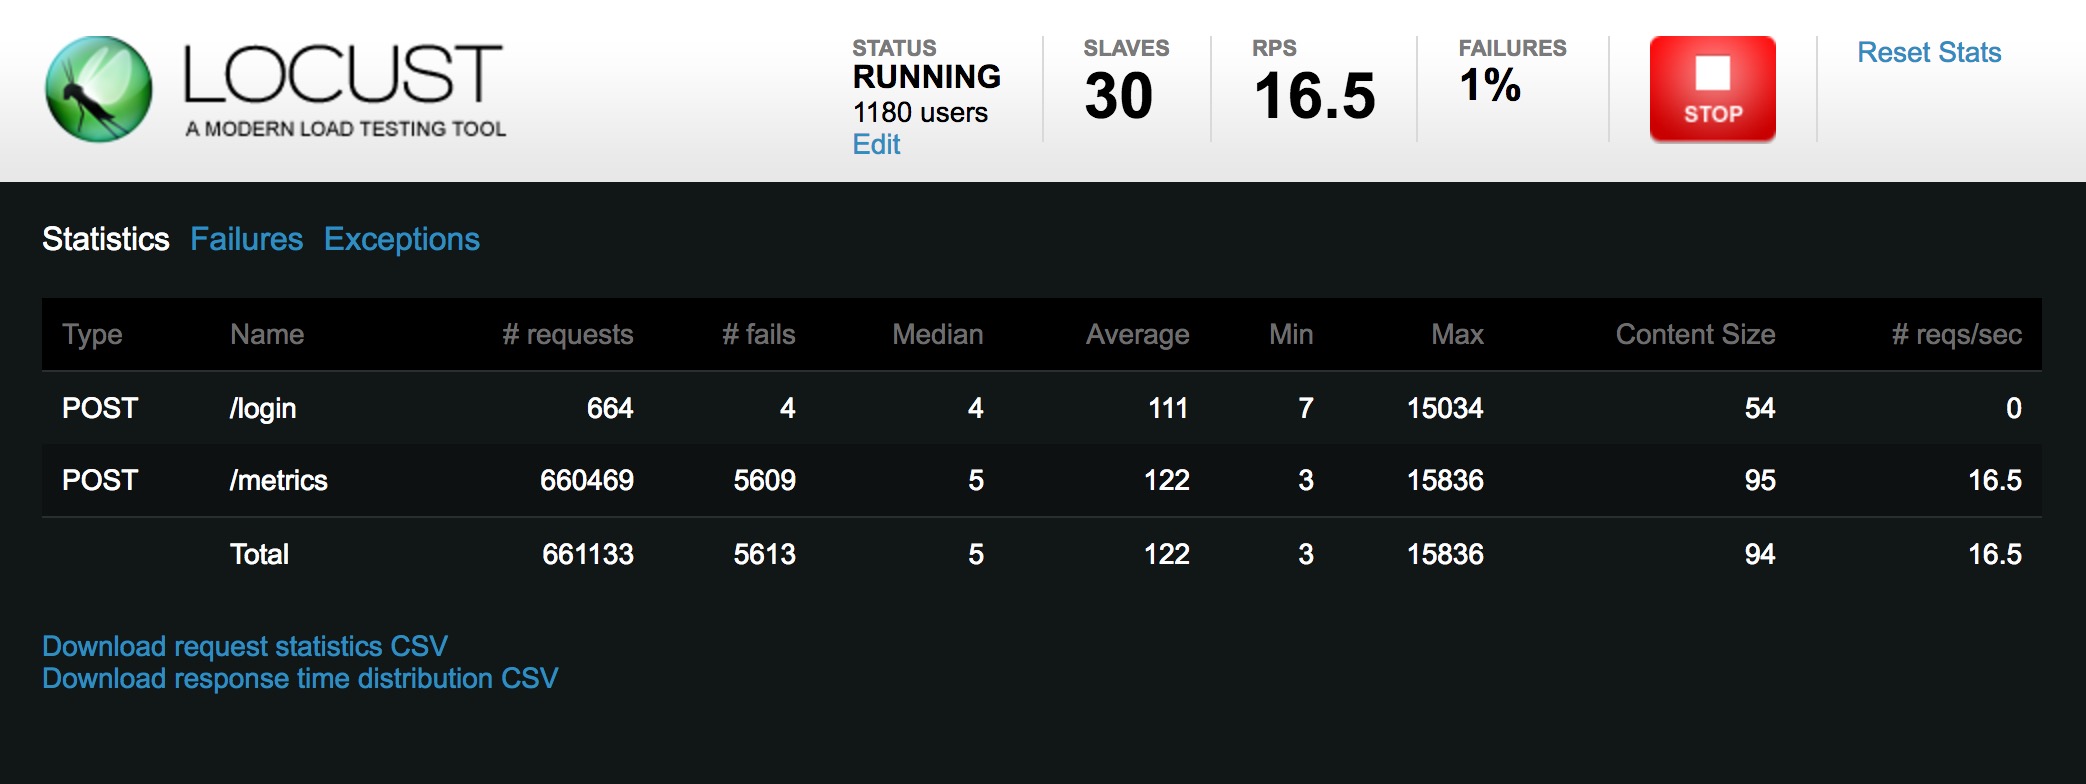 LOCUST
A MODERN LOAD TESTING TOOL
STATUS
RUNNING
1180 users
Edit
SLAVES
30
RPS
16.5
FAILURES
1%
STOP
Reset Stats
Statistics Failures Exceptions
Type Name # requests # fails Median Average Min Max Content Size # reqs/sec
POST /login 664 4 4 111 7 15034 54 0
POST /metrics 660469 5609 5 122 3 15836 95 16.5
Total 661133 5613 5 122 3 15836 94 16.5
Download request statistics CSV
Download response time distribution CSV